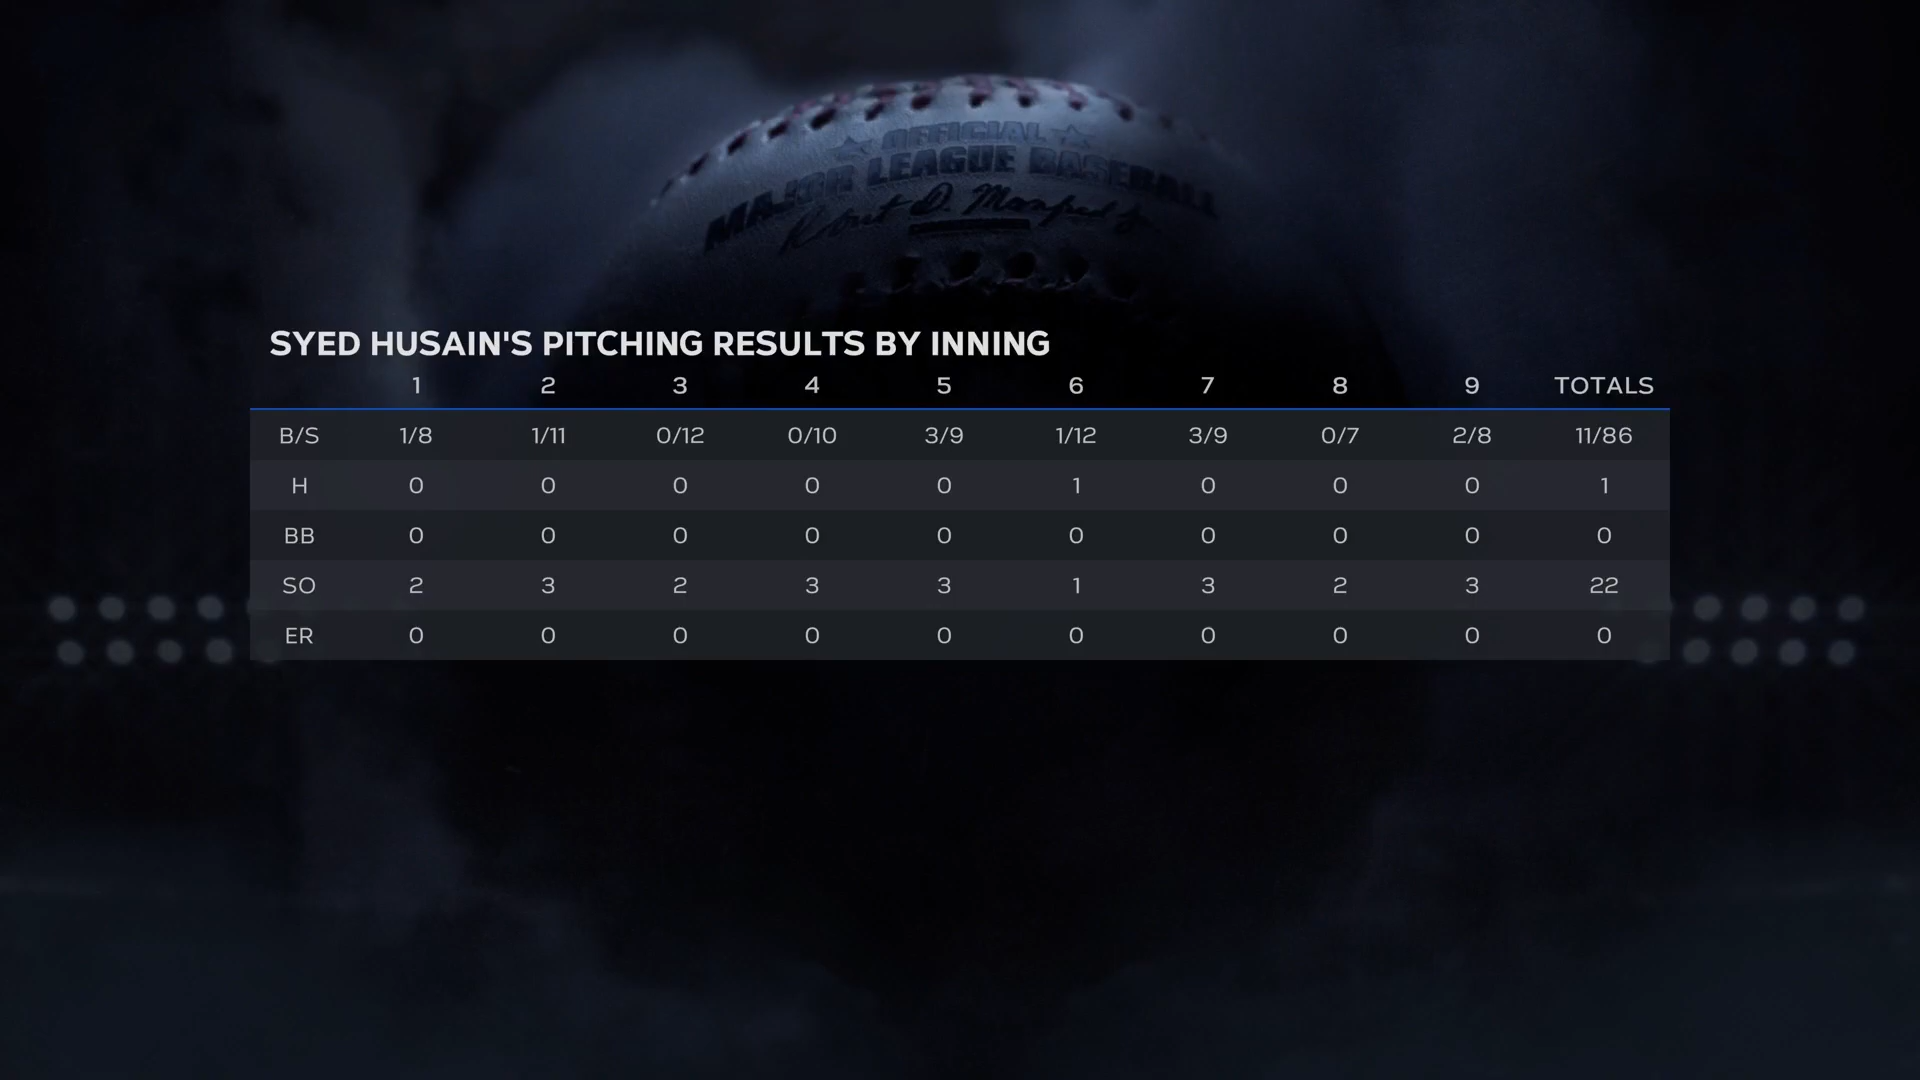 OFFICIAL
MAJOR LEAGUE BASEBALL
SYED HUSAIN'S PITCHING RESULTS BY INNING
1 2 3 4 5 6 7 8 9 TOTALS
B/S 1/8 1/11 0/12 0/10 3/9 1/12 3/9 0/7 2/8 11/86
H 0 0 0 0 0 1 0 0 0 1
BB 0 0 0 0 0 0 0 0 0 0
SO 2 3 2 3 3 1 3 2 3 22
ER 0 0 0 0 0 0 0 0 0 0